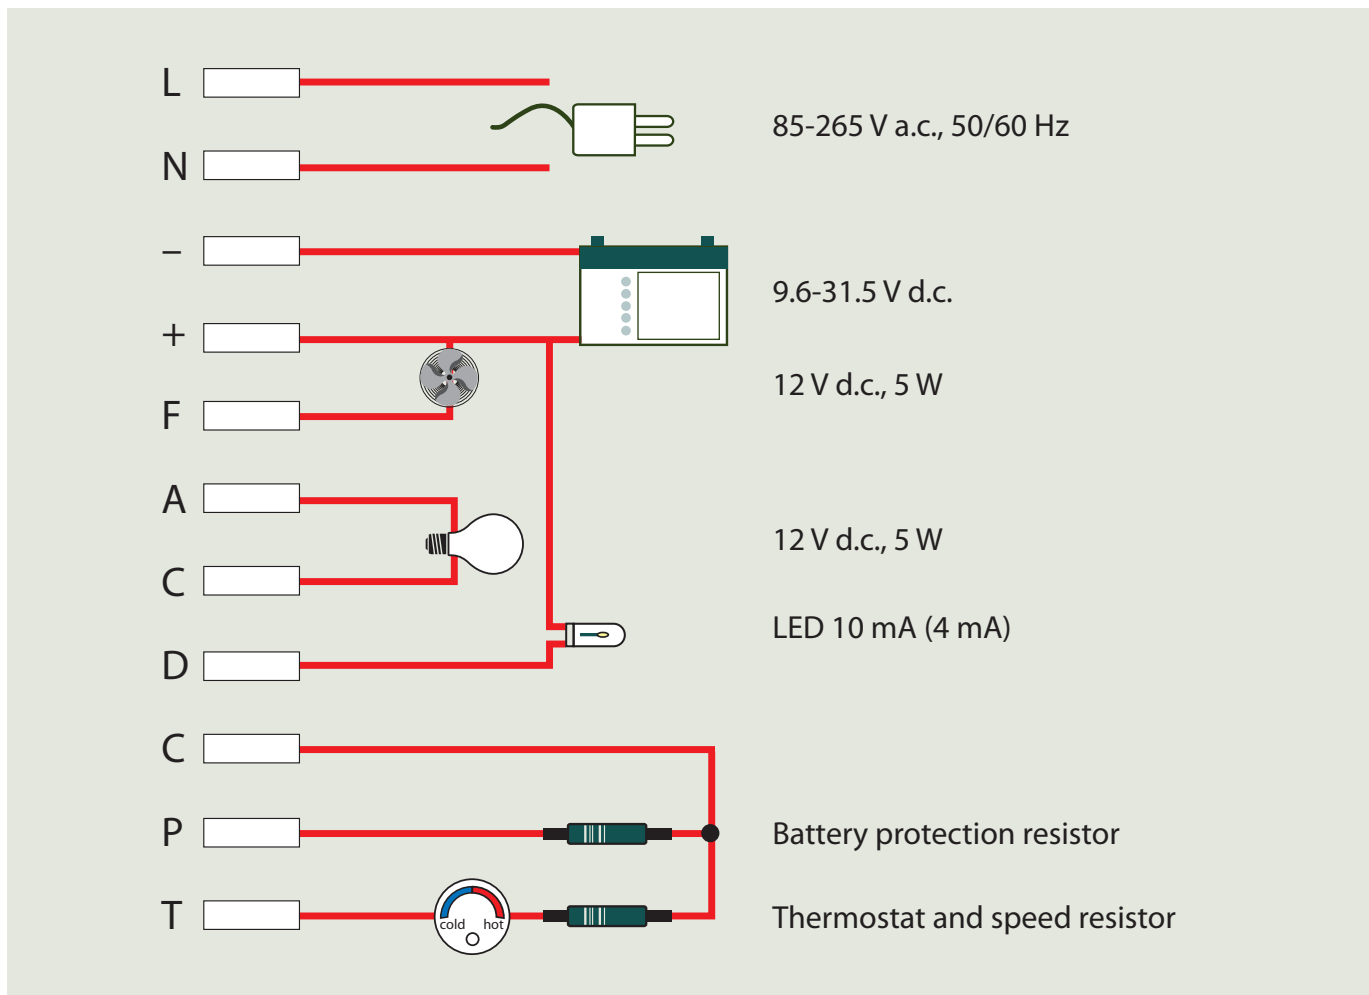 L
85-265 V a.c., 50/60 Hz
N
–
9.6-31.5 V d.c.
+
12 V d.c., 5 W
F
A
12 V d.c., 5 W
C
LED 10 mA (4 mA)
D
C
P
Battery protection resistor
T
cold hot
Thermostat and speed resistor